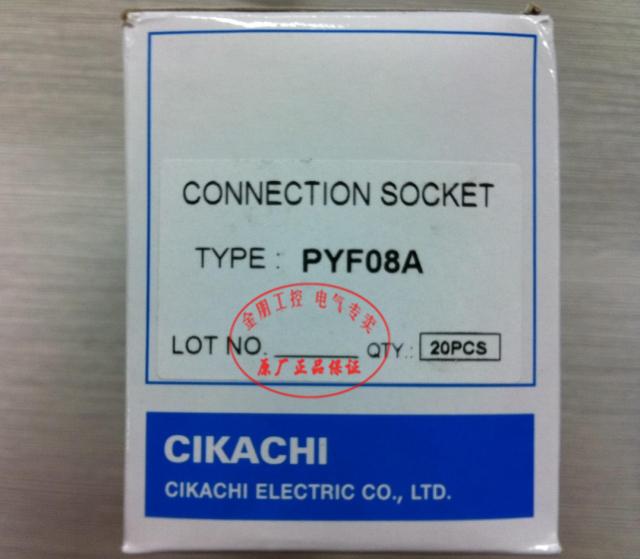 CONNECTION SOCKET
TYPE : PYF08A
金用工控 电气专卖
LOT NO. QTY.: 20PCS
原厂正品保证
CIKACHI
CIKACHI ELECTRIC CO., LTD.